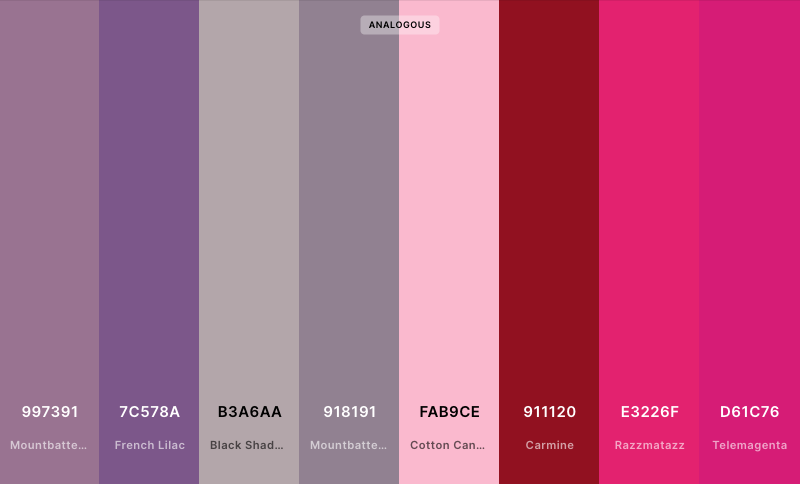 ANALOGOUS
997391 7C578A B3A6AA 918191 FAB9CE 911120 E3226F D61C76
Mountbatte... French Lilac Black Shad... Mountbatte... Cotton Can... Carmine Razzmatazz Telemagenta